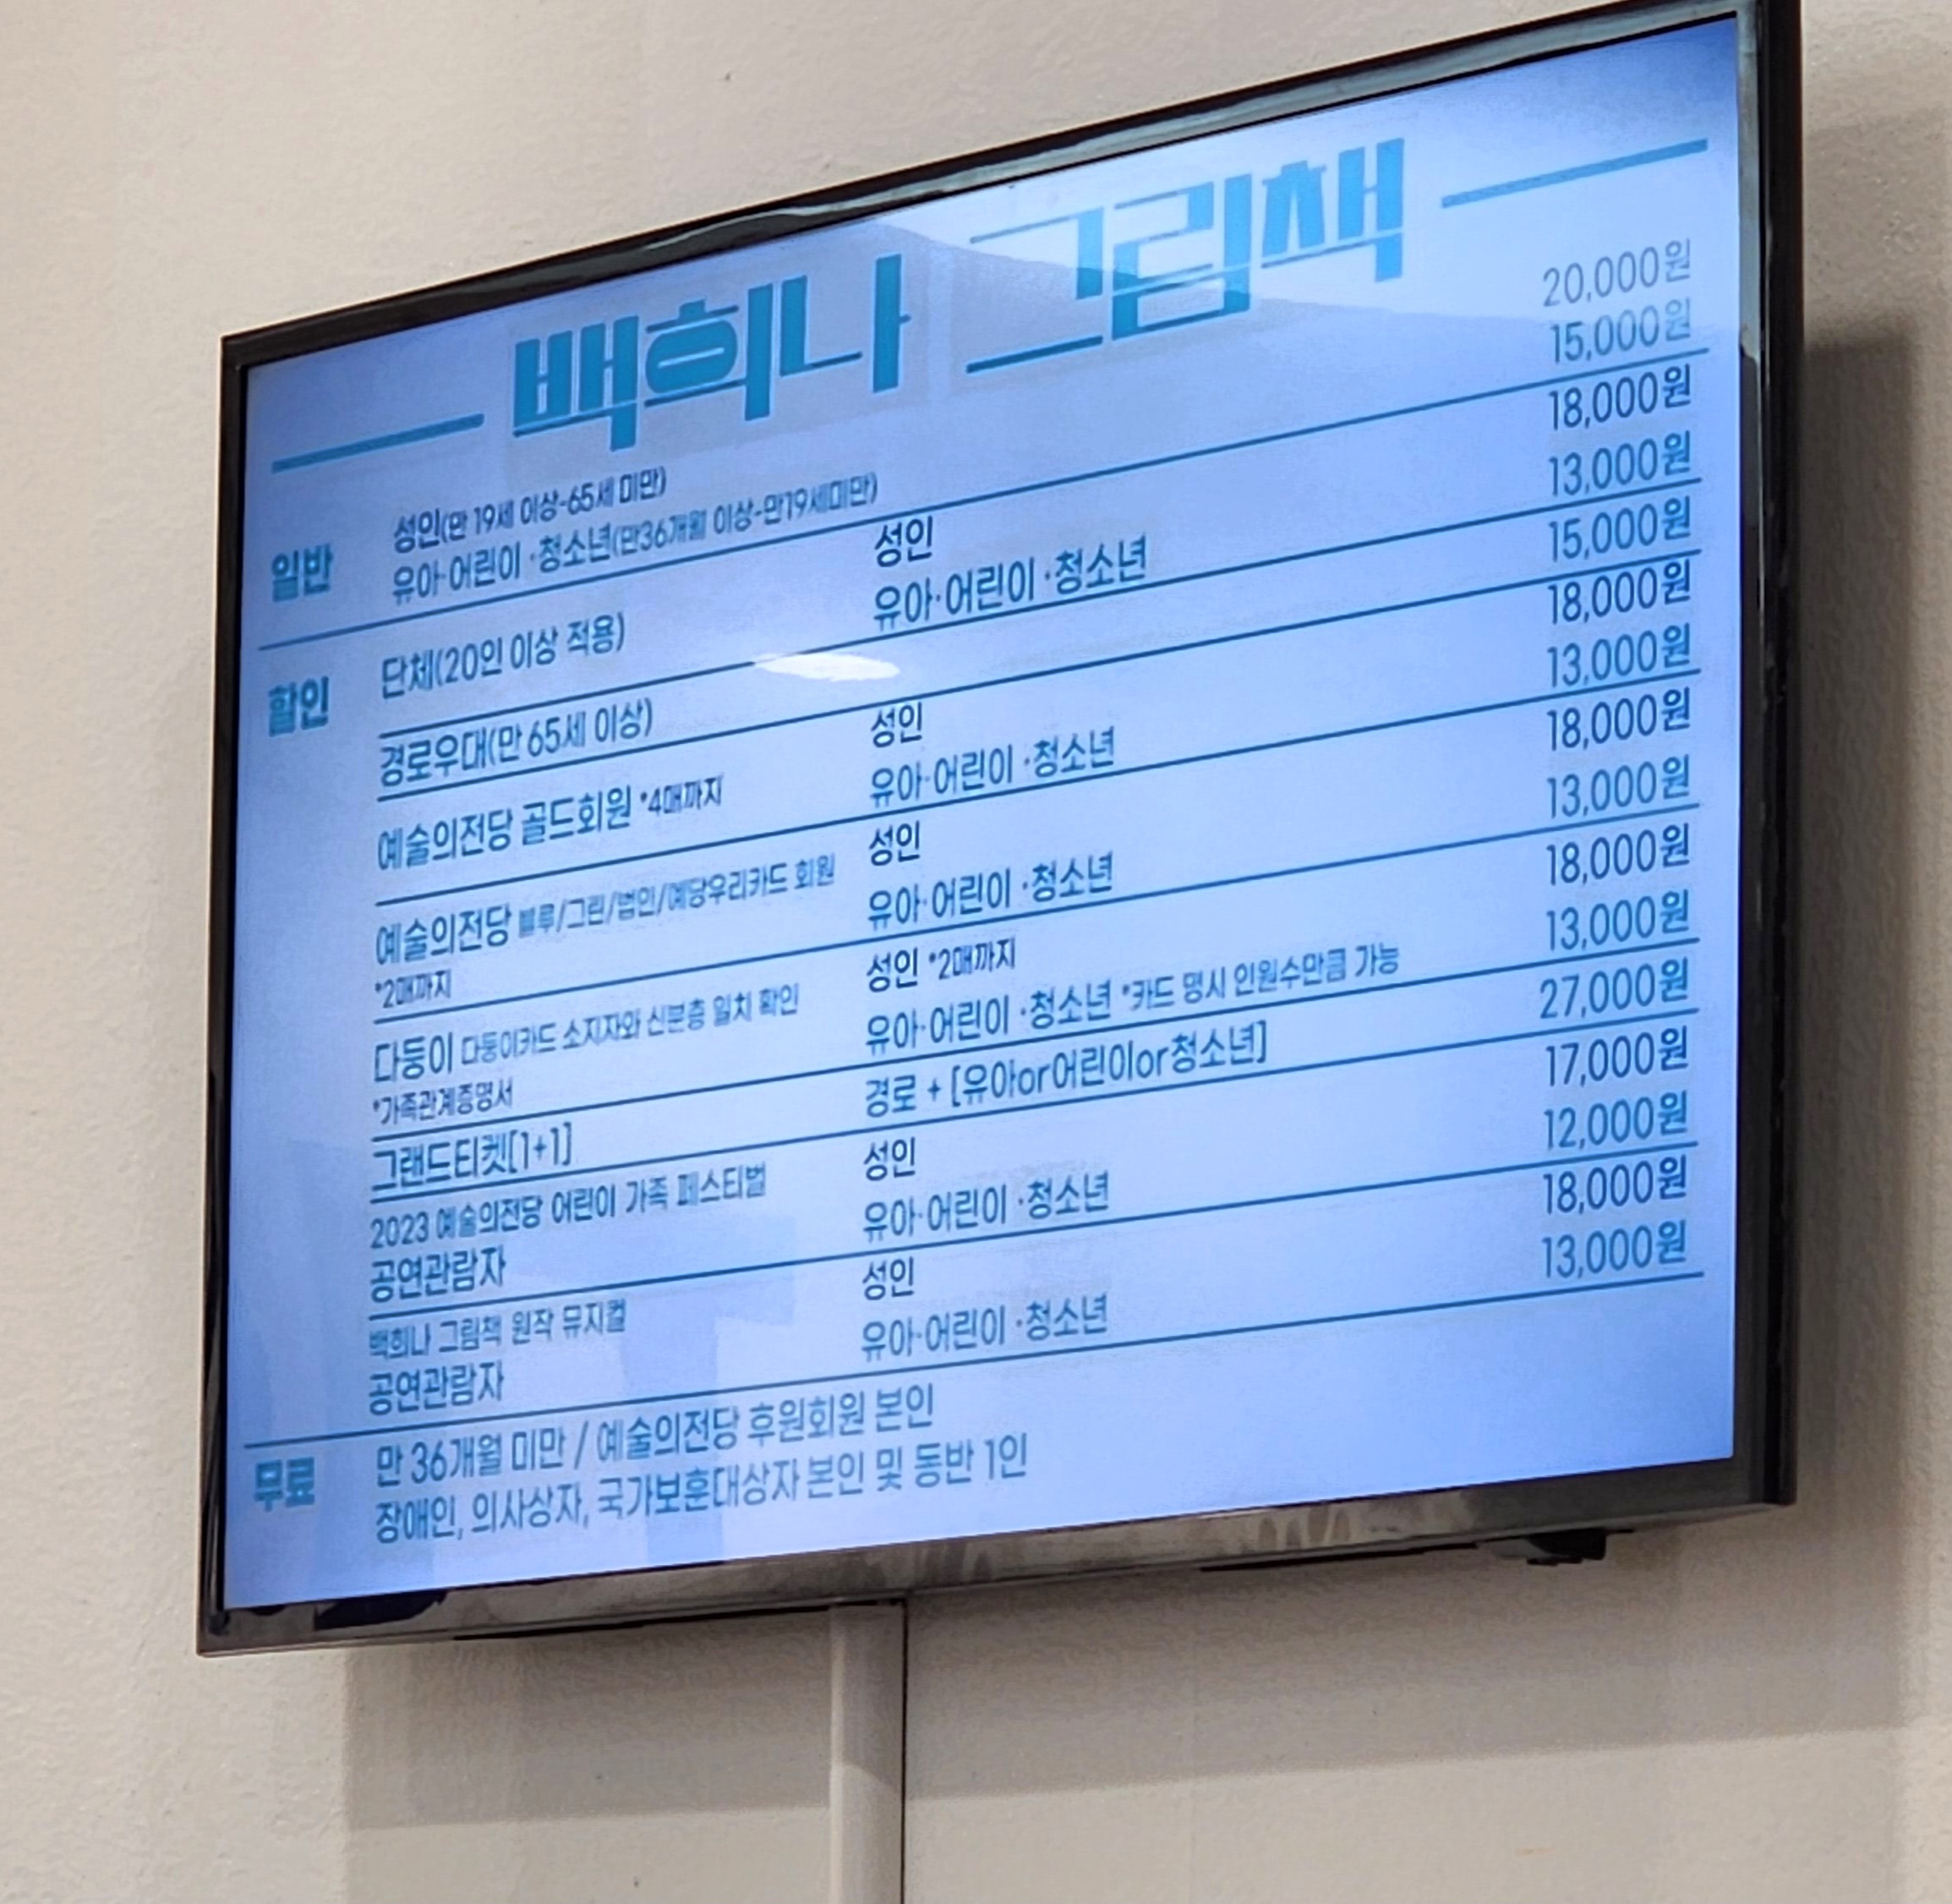 백희나 그림책
일반 성인(만 19세 이상-65세 미만) 20,000원
유아·어린이·청소년(만36개월 이상-만19세미만) 15,000원
할인 단체(20인 이상 적용) 성인 18,000원
유아·어린이·청소년 13,000원
경로우대(만 65세 이상) 15,000원
예술의전당 골드회원 *4매까지 성인 18,000원
유아·어린이·청소년 13,000원
예술의전당 블루/그린/법인/예당우리카드 회원 성인 18,000원
*2매까지 유아·어린이·청소년 13,000원
다둥이 다둥이카드 소지자와 신분증 일치 확인 성인 *2매까지 18,000원
*가족관계증명서 유아·어린이·청소년 *카드 명시 인원수만큼 가능 13,000원
그랜드티켓[1+1] 경로 + [유아or어린이or청소년] 27,000원
2023 예술의전당 어린이 가족 페스티벌 성인 17,000원
공연관람자 유아·어린이·청소년 12,000원
백희나 그림책 원작 뮤지컬 성인 18,000원
공연관람자 유아·어린이·청소년 13,000원
무료 만 36개월 미만 / 예술의전당 후원회원 본인
장애인, 의사상자, 국가보훈대상자 본인 및 동반 1인